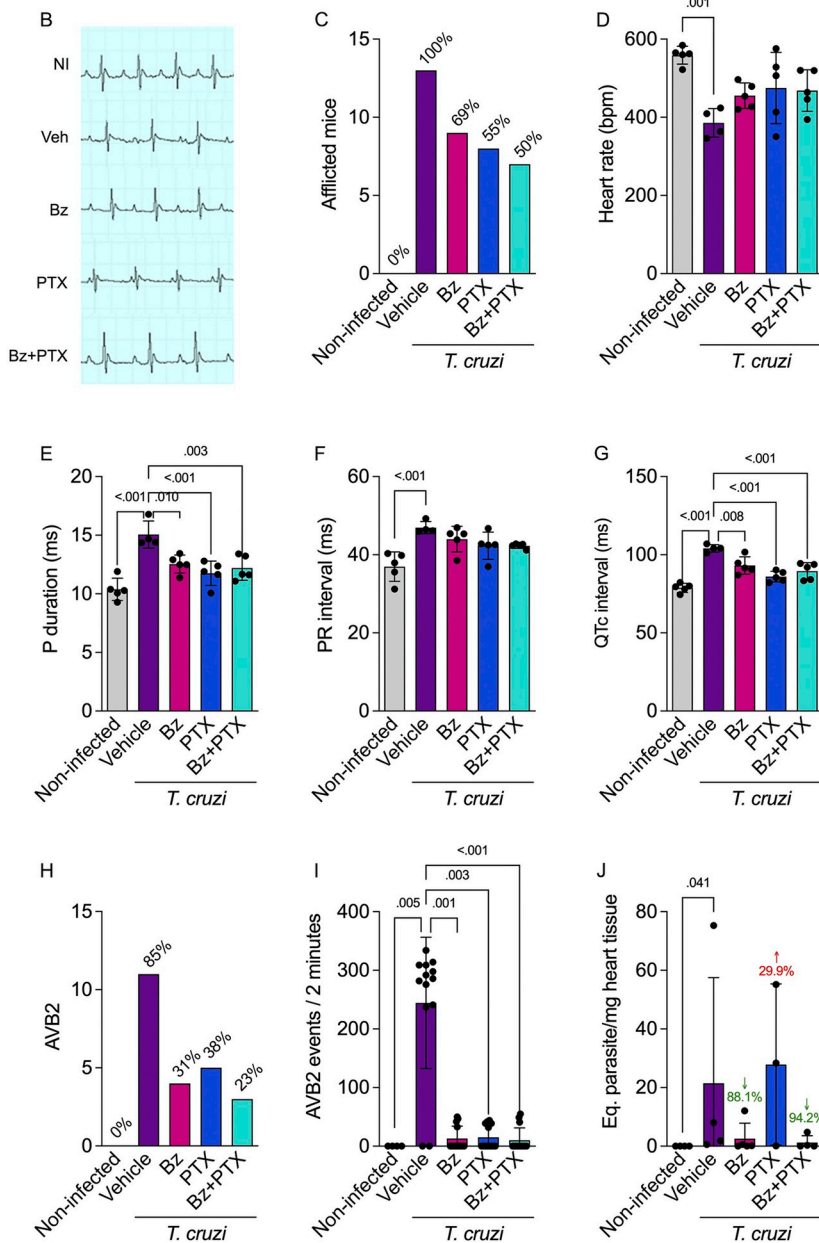 B
NI
Veh
Bz
PTX
Bz+PTX
C
Afflicted mice
15
10
5
0
0%
100%
69%
55%
50%
Non-infected
Vehicle
Bz
PTX
Bz+PTX
T. cruzi
D
.001
Heart rate (bpm)
600
400
200
0
Non-infected
Vehicle
Bz
PTX
Bz+PTX
T. cruzi
E
.003
<.001
<.001
.010
P duration (ms)
20
15
10
5
0
Non-infected
Vehicle
Bz
PTX
Bz+PTX
T. cruzi
F
<.001
PR interval (ms)
60
40
20
0
Non-infected
Vehicle
Bz
PTX
Bz+PTX
T. cruzi
G
<.001
<.001
<.001
.008
QTc interval (ms)
150
100
50
0
Non-infected
Vehicle
Bz
PTX
Bz+PTX
T. cruzi
H
AVB2
15
10
5
0
0%
85%
31%
38%
23%
Non-infected
Vehicle
Bz
PTX
Bz+PTX
T. cruzi
I
<.001
.003
.005
.001
AVB2 events / 2 minutes
400
300
200
100
0
Non-infected
Vehicle
Bz
PTX
Bz+PTX
T. cruzi
J
.041
Eq. parasite/mg heart tissue
80
60
40
20
0
↓
88.1%
↑
29.9%
↓
94.2%
Non-infected
Vehicle
Bz
PTX
Bz+PTX
T. cruzi